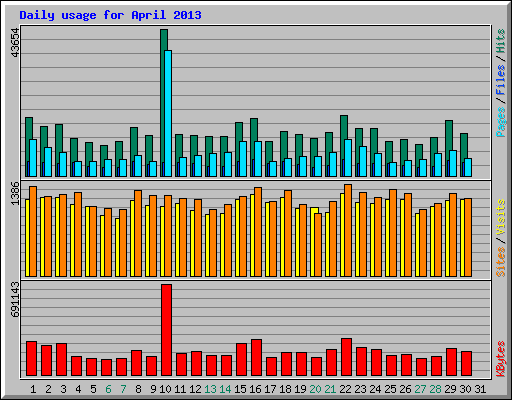 Daily usage for April 2013
43654
Pages / Files / Hits
1386
Sites / Visits
691143
KBytes
1 2 3 4 5 6 7 8 9 10 11 12 13 14 15 16 17 18 19 20 21 22 23 24 25 26 27 28 29 30 31